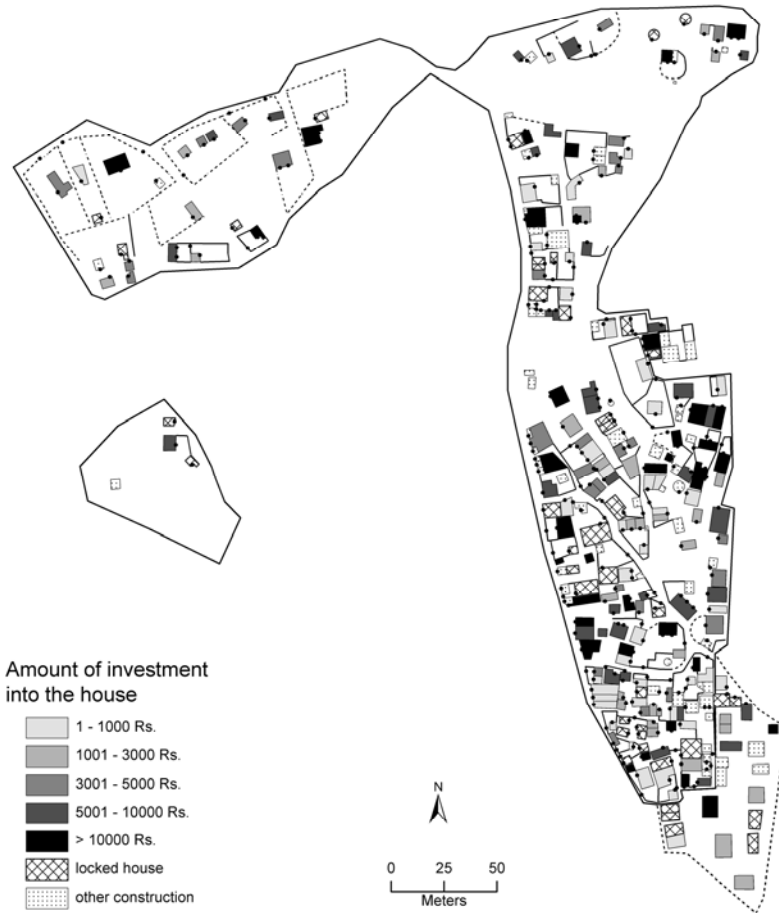 Amount of investment
into the house
1 - 1000 Rs.
1001 - 3000 Rs.
3001 - 5000 Rs.
5001 - 10000 Rs.
> 10000 Rs.
locked house
other construction
N
0 25 50
Meters